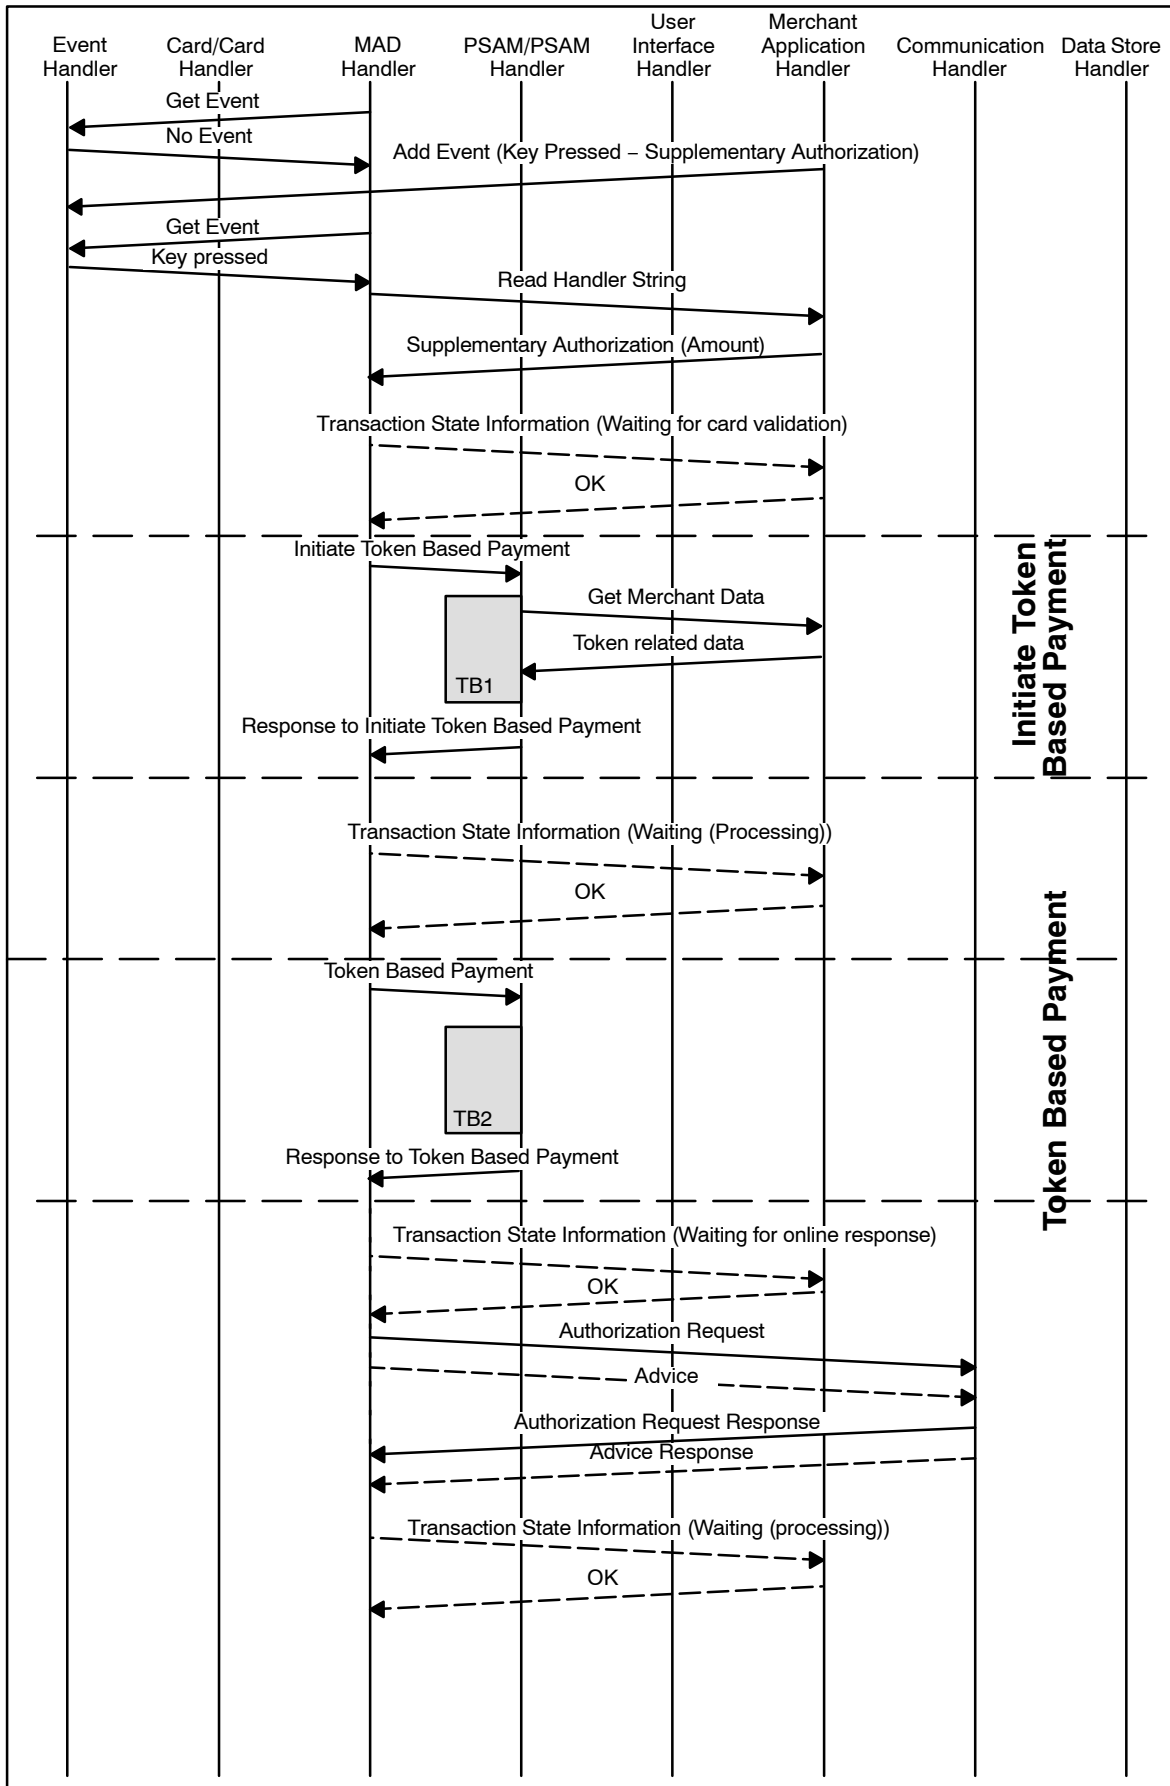 Event
Handler
Card/Card
Handler
MAD
Handler
PSAM/PSAM
Handler
User
Interface
Handler
Merchant
Application
Handler
Communication
Handler
Data Store
Handler
Get Event
No Event
Add Event (Key Pressed – Supplementary Authorization)
Get Event
Key pressed
Read Handler String
Supplementary Authorization (Amount)
Transaction State Information (Waiting for card validation)
OK
Initiate Token Based Payment
Get Merchant Data
Token related data
TB1
Response to Initiate Token Based Payment
Initiate Token
Based Payment
Transaction State Information (Waiting (Processing))
OK
Token Based Payment
TB2
Response to Token Based Payment
Token Based Payment
Transaction State Information (Waiting for online response)
OK
Authorization Request
Advice
Authorization Request Response
Advice Response
Transaction State Information (Waiting (processing))
OK